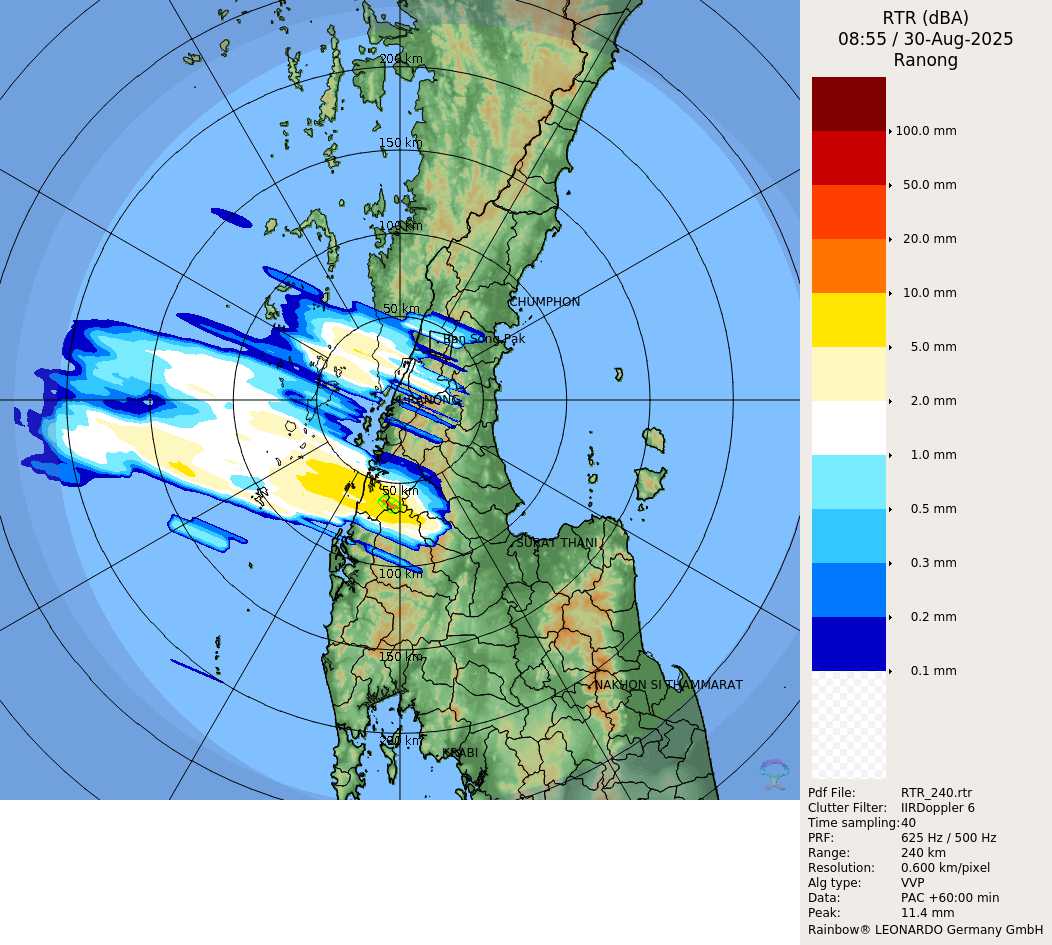 RTR (dBA)
08:55 / 30-Aug-2025
Ranong
100.0 mm
50.0 mm
20.0 mm
10.0 mm
5.0 mm
2.0 mm
1.0 mm
0.5 mm
0.3 mm
0.2 mm
0.1 mm
Pdf File: RTR_240.rtr
Clutter Filter: IIRDoppler 6
Time sampling: 40
PRF: 625 Hz / 500 Hz
Range: 240 km
Resolution: 0.600 km/pixel
Alg type: VVP
Data: PAC +60:00 min
Peak: 11.4 mm
Rainbow® LEONARDO Germany GmbH
200 km
150 km
100 km
50 km
CHUMPHON
Ban Song Pak
RANONG
50 km
SURAT THANI
100 km
150 km
NAKHON SI THAMMARAT
200 km
KRABI